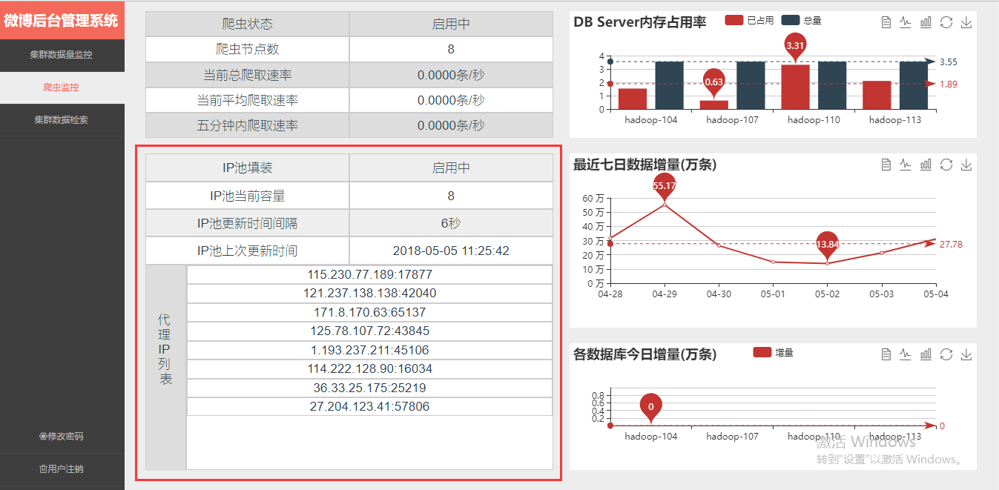 微博后台管理系统
集群数据量监控
爬虫监控
集群数据检索
修改密码
用户注销
爬虫状态 启用中
爬虫节点数 8
当前总爬取速率 0.0000条/秒
当前平均爬取速率 0.0000条/秒
五分钟内爬取速率 0.0000条/秒
IP池填装 启用中
IP池当前容量 8
IP池更新时间间隔 6秒
IP池上次更新时间 2018-05-05 11:25:42
代理IP列表
115.230.77.189:17877
121.237.138.138:42040
171.8.170.63:65137
125.78.107.72:43845
1.193.237.211:45106
114.222.128.90:16034
36.33.25.175:25219
27.204.123.41:57806
DB Server内存占用率 已占用 总量
3.31
0.63
4
3
2
1
0
3.55
1.89
hadoop-104 hadoop-107 hadoop-110 hadoop-113
最近七日数据增量(万条)
55.17
13.84
60 万
50 万
40 万
30 万
20 万
10 万
0 万
27.78
04-28 04-29 04-30 05-01 05-02 05-03 05-04
各数据库今日增量(万条) 增量
0.8
0.6
0.4
0.2
0
0
hadoop-104 hadoop-107 hadoop-110 hadoop-113
激活 Windows
转到"设置"以激活 Windows。